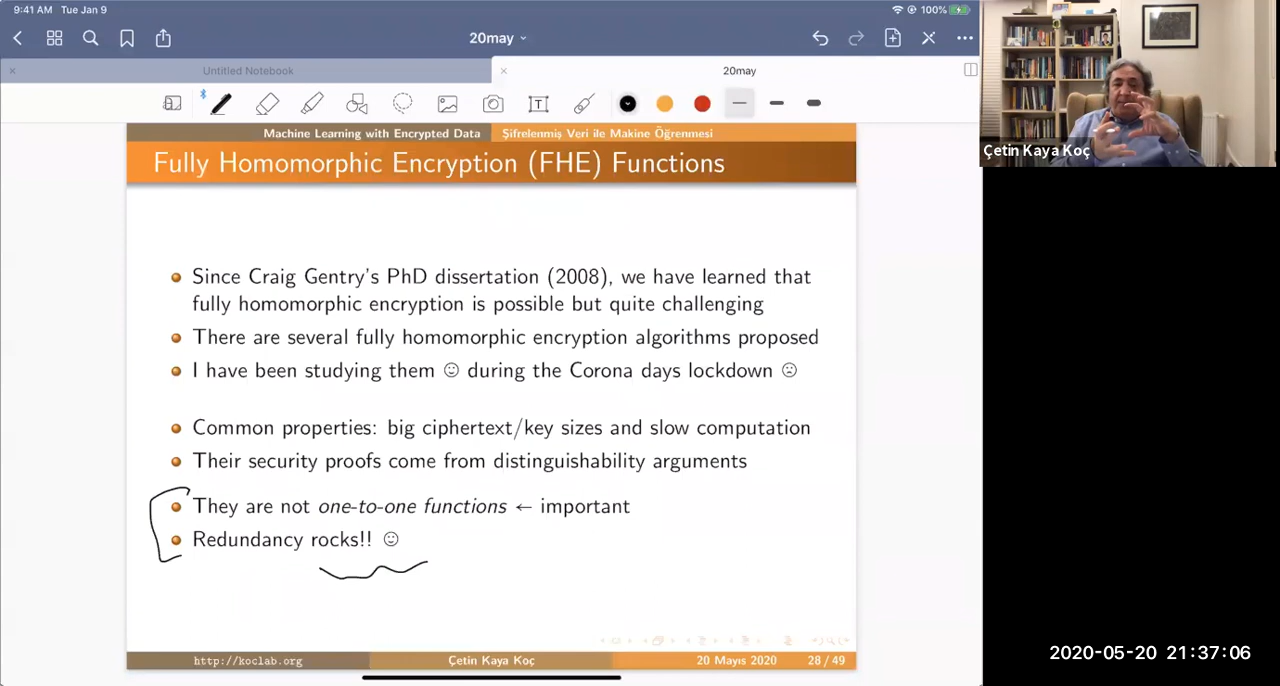 9:41 AM Tue Jan 9
100%
20may
Untitled Notebook
20may
Machine Learning with Encrypted Data Şifrelenmiş Veri ile Makine Öğrenmesi
Fully Homomorphic Encryption (FHE) Functions
Çetin Kaya Koç
Since Craig Gentry's PhD dissertation (2008), we have learned that
fully homomorphic encryption is possible but quite challenging
There are several fully homomorphic encryption algorithms proposed
I have been studying them ☺ during the Corona days lockdown ☹
Common properties: big ciphertext/key sizes and slow computation
Their security proofs come from distinguishability arguments
They are not one-to-one functions ← important
Redundancy rocks!! ☺
http://koclab.org Çetin Kaya Koç 20 Mayıs 2020 28 / 49
2020-05-20 21:37:06